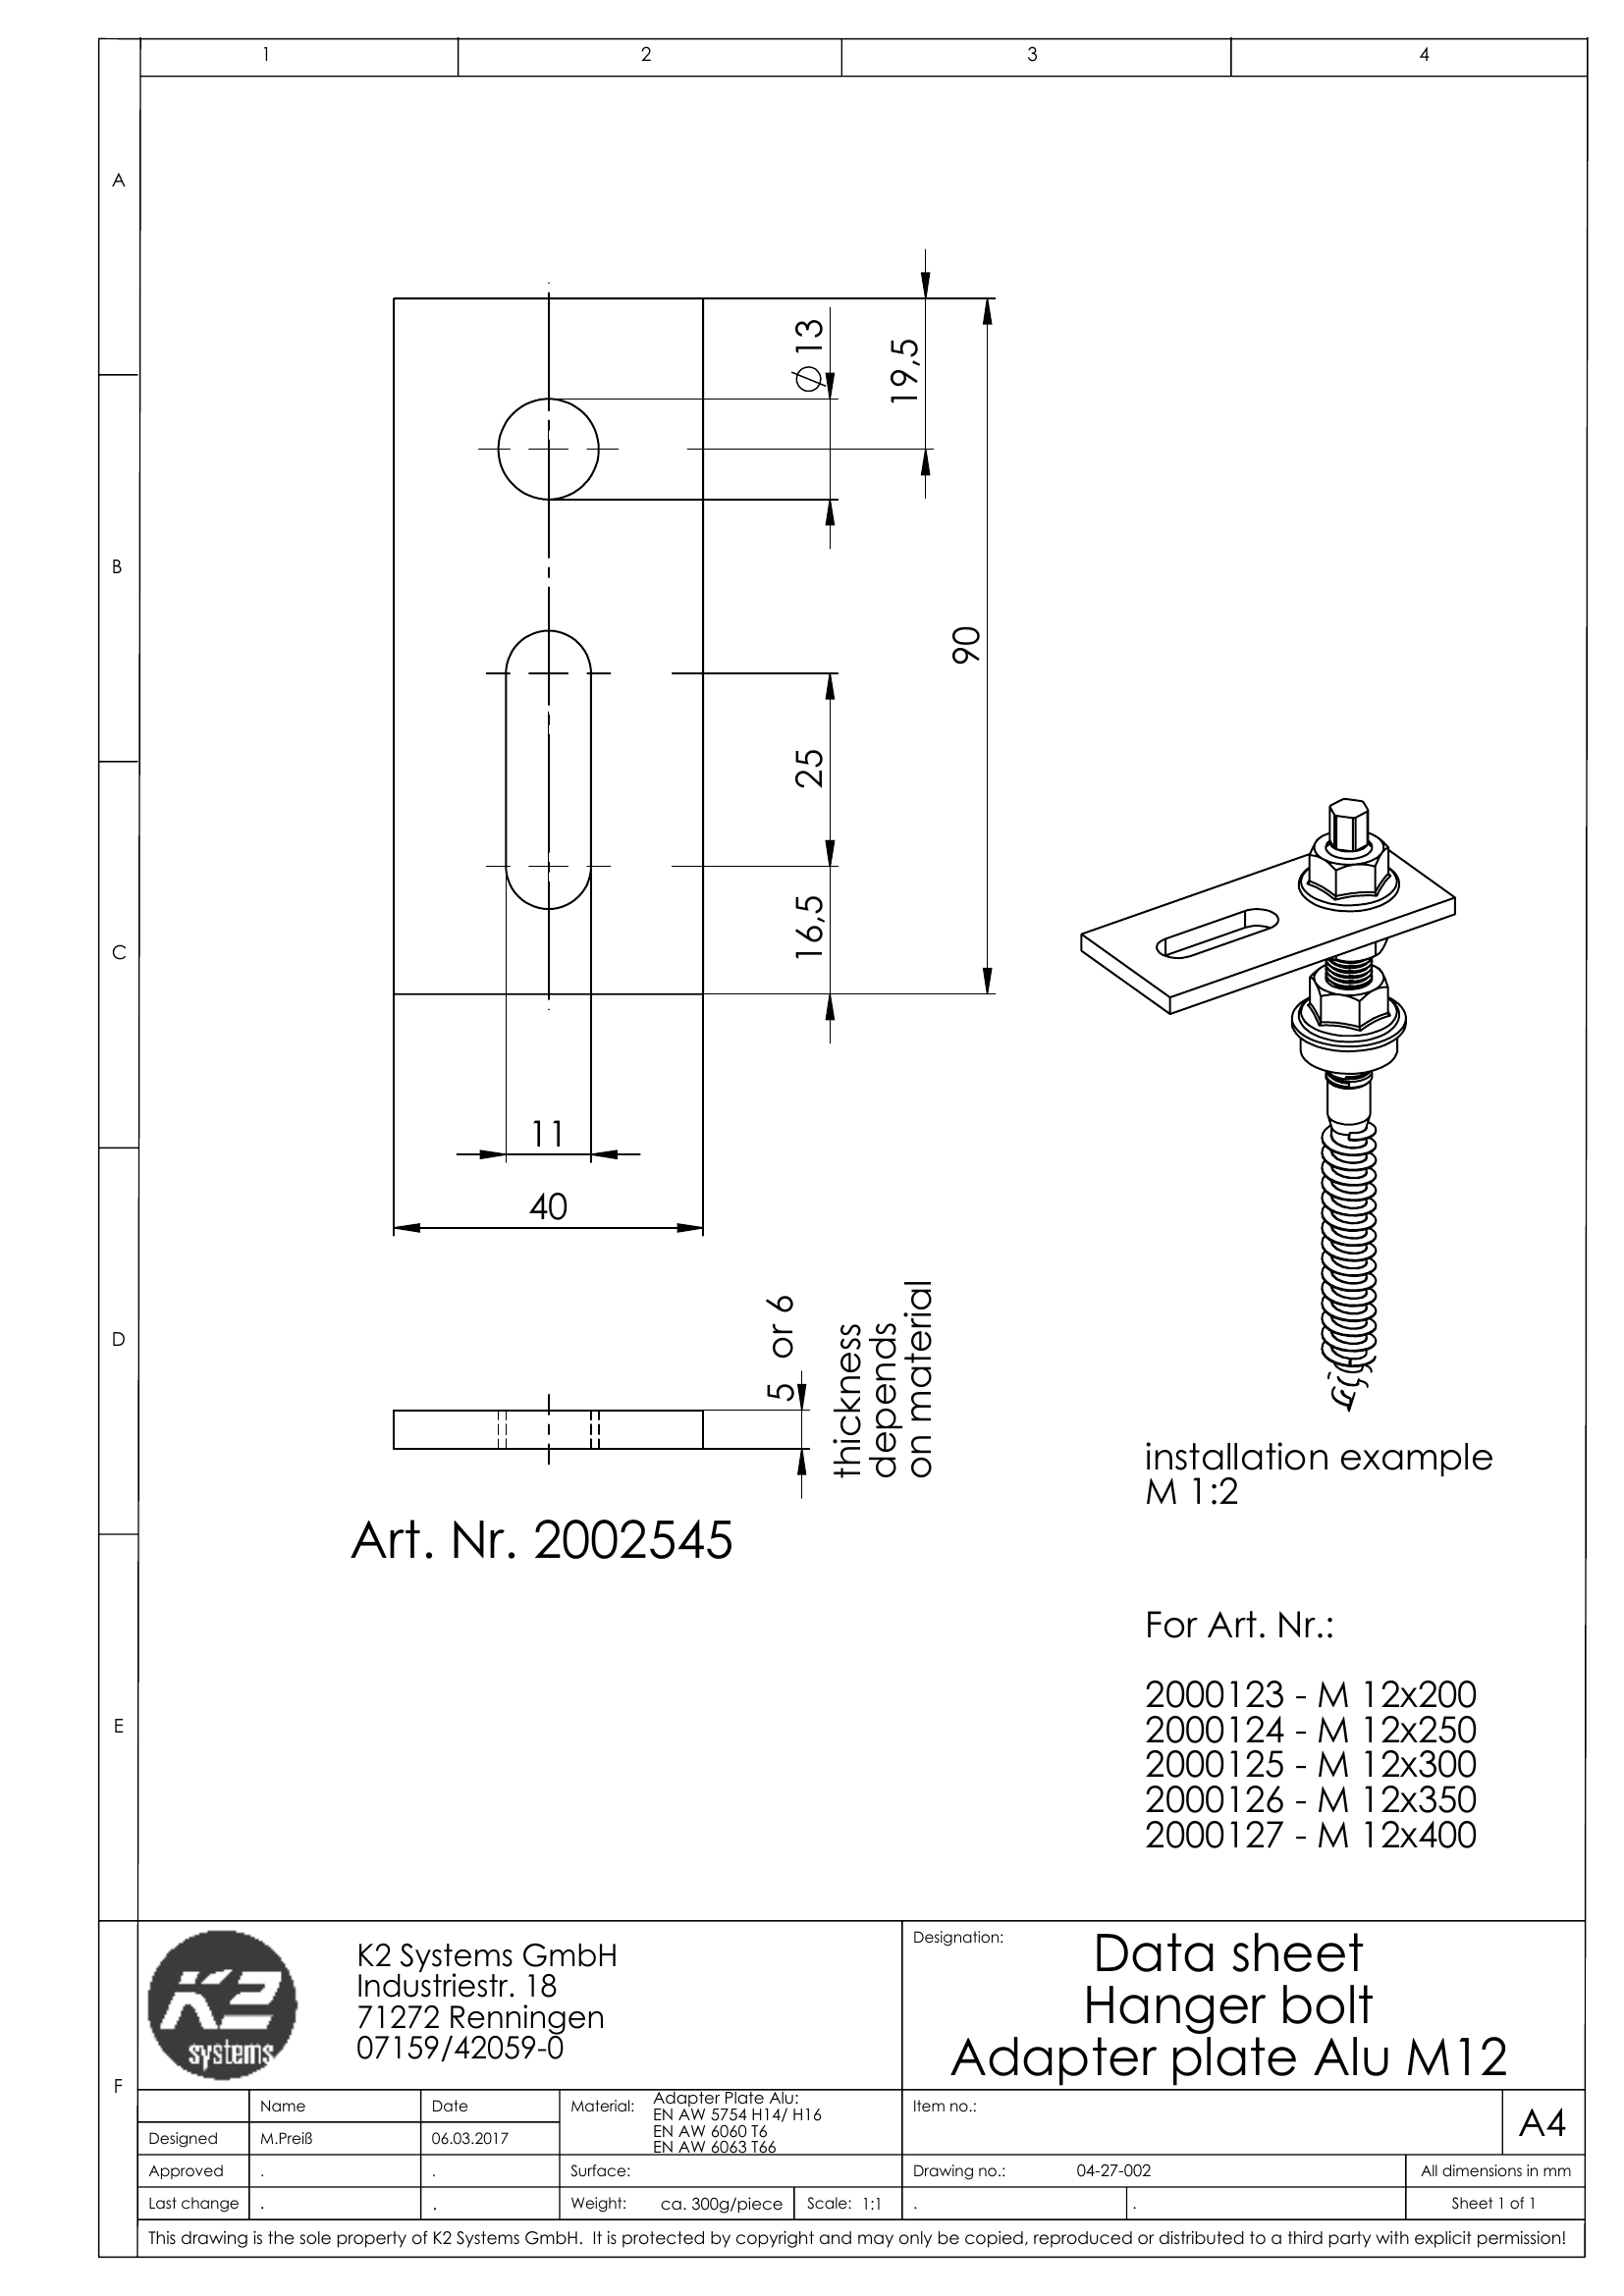 1
2
3
4
A
B
C
D
E
F
Ø 13
19,5
90
25
16,5
11
40
5 or 6
thickness
depends
on material
Art. Nr. 2002545
installation example
M 1:2
For Art. Nr.:
2000123 - M 12x200
2000124 - M 12x250
2000125 - M 12x300
2000126 - M 12x350
2000127 - M 12x400
K2
systems
K2 Systems GmbH
Industriestr. 18
71272 Renningen
07159/42059-0
Designation:
Data sheet
Hanger bolt
Adapter plate Alu M12
Name
Date
Designed
M.Preiß
06.03.2017
Approved
.
.
Last change
.
.
Material:
Adapter Plate Alu:
EN AW 5754 H14/ H16
EN AW 6060 T6
EN AW 6063 T66
Surface:
Weight:
ca. 300g/piece
Scale: 1:1
Item no.:
A4
Drawing no.:
04-27-002
All dimensions in mm
.
.
Sheet 1 of 1
This drawing is the sole property of K2 Systems GmbH. It is protected by copyright and may only be copied, reproduced or distributed to a third party with explicit permission!